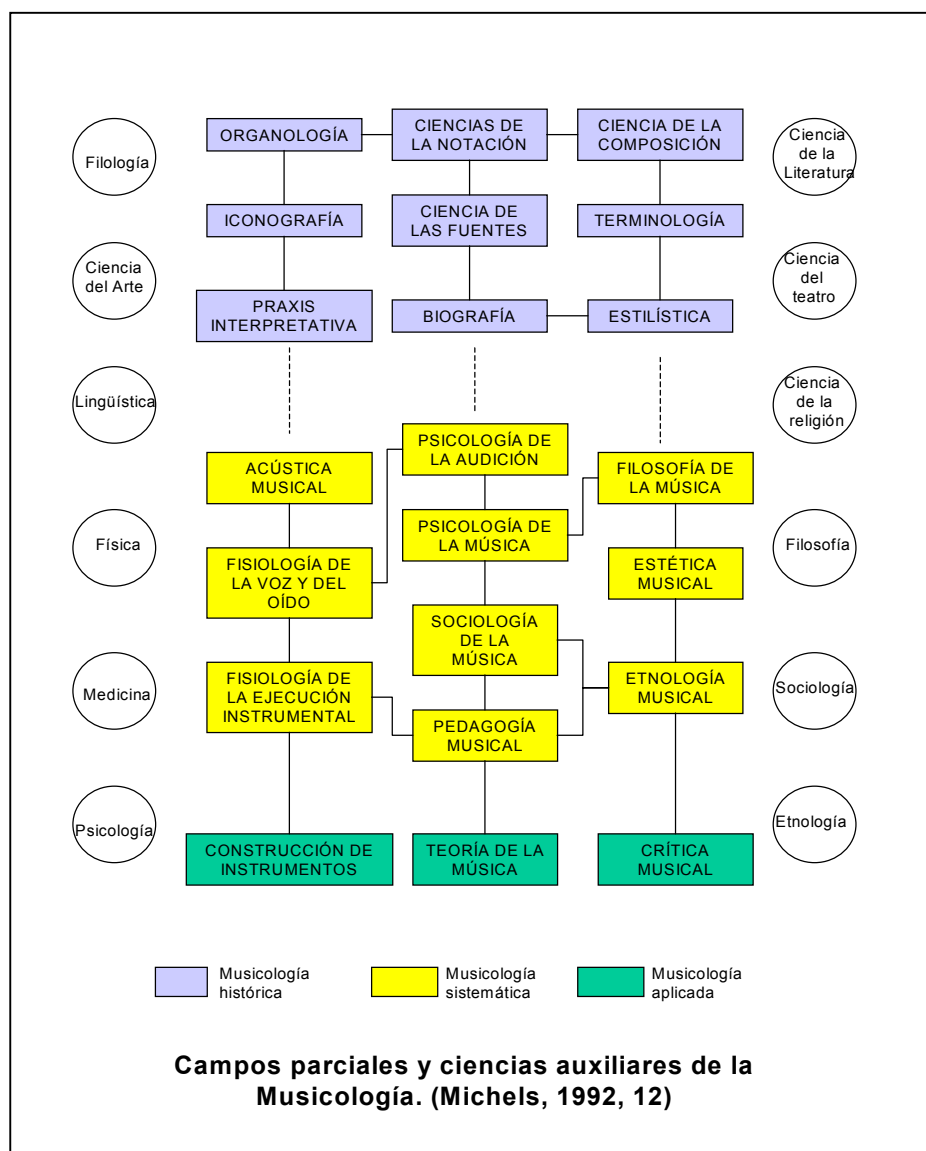 Filología
ORGANOLOGÍA
CIENCIAS DE
LA NOTACIÓN
CIENCIA DE LA
COMPOSICIÓN
Ciencia
de la
Literatura
ICONOGRAFÍA
CIENCIA DE
LAS FUENTES
TERMINOLOGÍA
Ciencia
del Arte
Ciencia
del
teatro
PRAXIS
INTERPRETATIVA
BIOGRAFÍA
ESTILÍSTICA
Lingüística
Ciencia
de la
religión
ACÚSTICA
MUSICAL
PSICOLOGÍA DE
LA AUDICIÓN
FILOSOFÍA DE
LA MÚSICA
Física
PSICOLOGÍA DE
LA MÚSICA
Filosofía
FISIOLOGÍA DE
LA VOZ Y DEL
OÍDO
ESTÉTICA
MUSICAL
SOCIOLOGÍA
DE LA
MÚSICA
Medicina
FISIOLOGÍA DE
LA EJECUCIÓN
INSTRUMENTAL
ETNOLOGÍA
MUSICAL
Sociología
PEDAGOGÍA
MUSICAL
Psicología
Etnología
CONSTRUCCIÓN DE
INSTRUMENTOS
TEORÍA DE LA
MÚSICA
CRÍTICA
MUSICAL
Musicología
histórica
Musicología
sistemática
Musicología
aplicada
Campos parciales y ciencias auxiliares de la
Musicología. (Michels, 1992, 12)